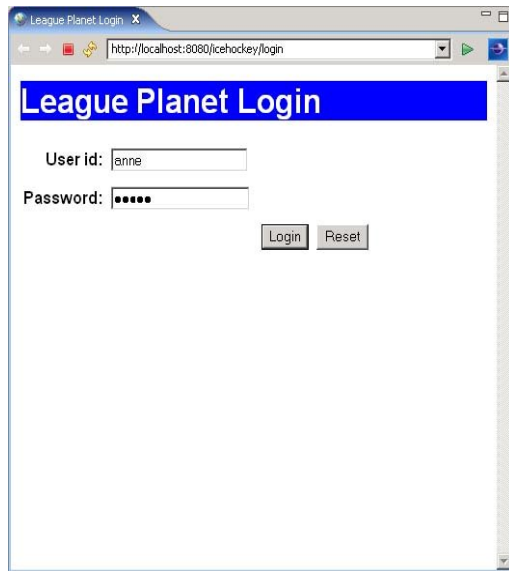 League Planet Login X
http://localhost:8080/icehockey/login
League Planet Login
User id: anne
Password: •••••
Login Reset